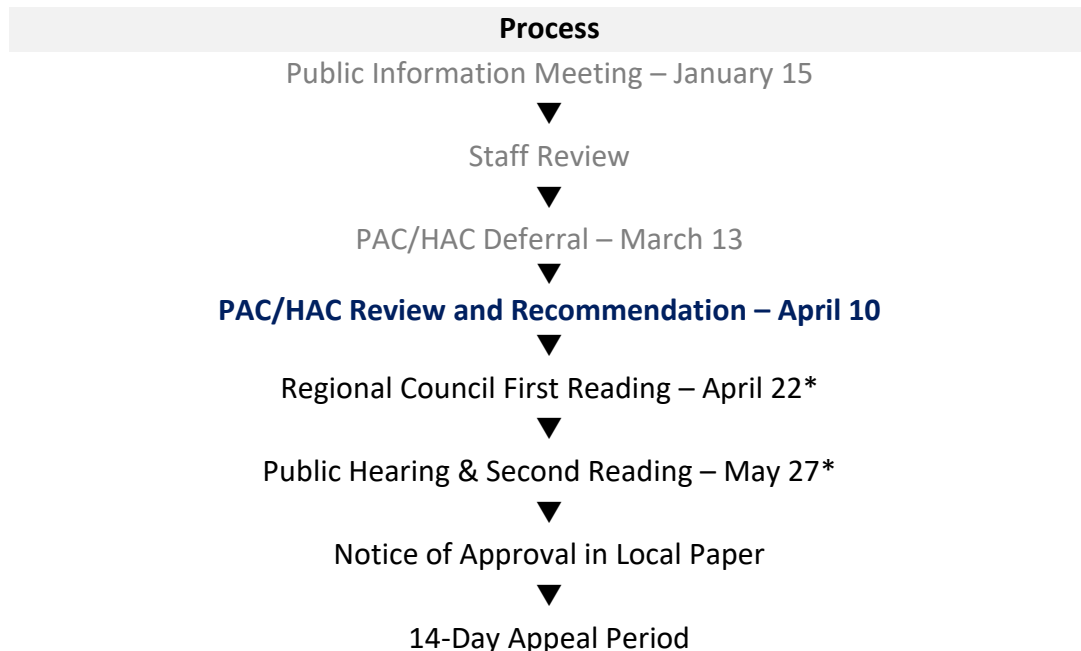 Process
Public Information Meeting – January 15
Staff Review
PAC/HAC Deferral – March 13
PAC/HAC Review and Recommendation – April 10
Regional Council First Reading – April 22*
Public Hearing & Second Reading – May 27*
Notice of Approval in Local Paper
14-Day Appeal Period